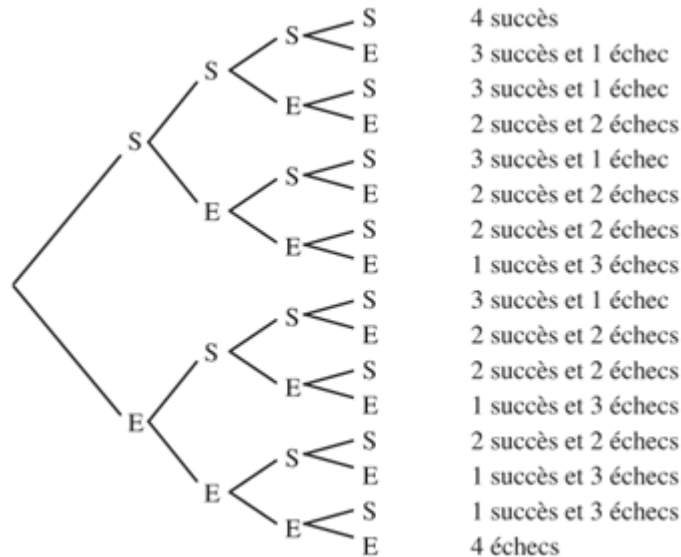 S 4 succès
S
E 3 succès et 1 échec
S
S 3 succès et 1 échec
E
E 2 succès et 2 échecs
S
S 3 succès et 1 échec
S
E 2 succès et 2 échecs
E
S 2 succès et 2 échecs
E
E 1 succès et 3 échecs
S 3 succès et 1 échec
S
E 2 succès et 2 échecs
S
S 2 succès et 2 échecs
E
E 1 succès et 3 échecs
E
S 2 succès et 2 échecs
S
E 1 succès et 3 échecs
E
S 1 succès et 3 échecs
E
E 4 échecs